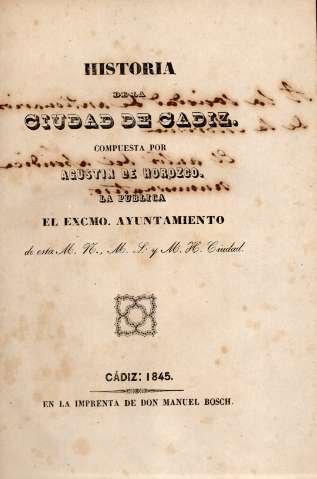 HISTORIA
DE LA
CIUDAD DE CADIZ.
COMPUESTA POR
AGUSTIN DE HOROZCO.
LA PUBLICA
EL EXCMO. AYUNTAMIENTO
de esta M. N., M. L. y M. H. Ciudad.
CÁDIZ: 1845.
EN LA IMPRENTA DE DON MANUEL BOSCH.